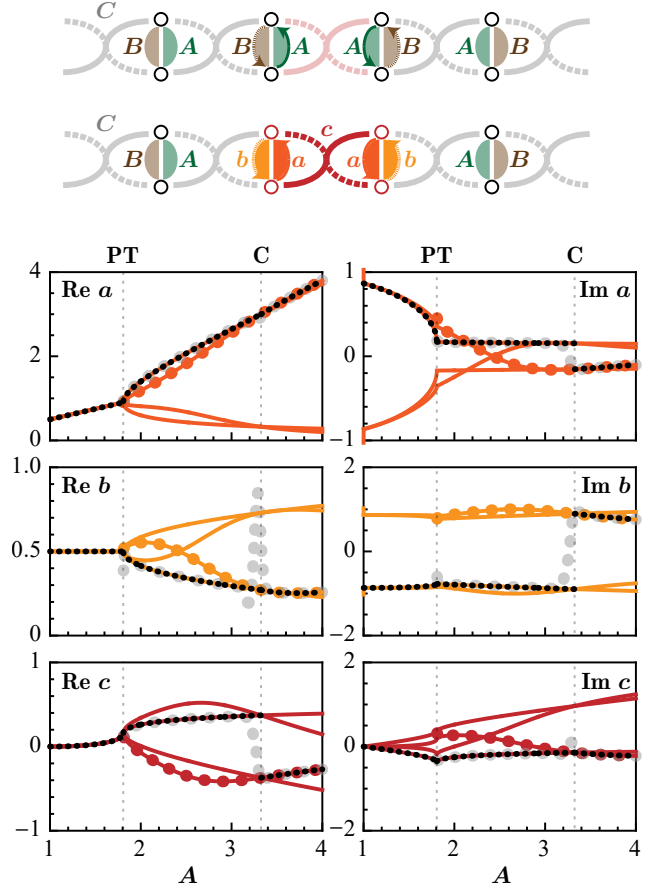 C
B A B A A B A B
C c
B A b a a b A B
PT C PT C
4 Re a 1 Im a
2 0
0 −1
1.0 Re b 2 Im b
0.5 0
0 −2
1 Re c 2 Im c
0 0
−1 −2
1 2 3 4 1 2 3 4
A A